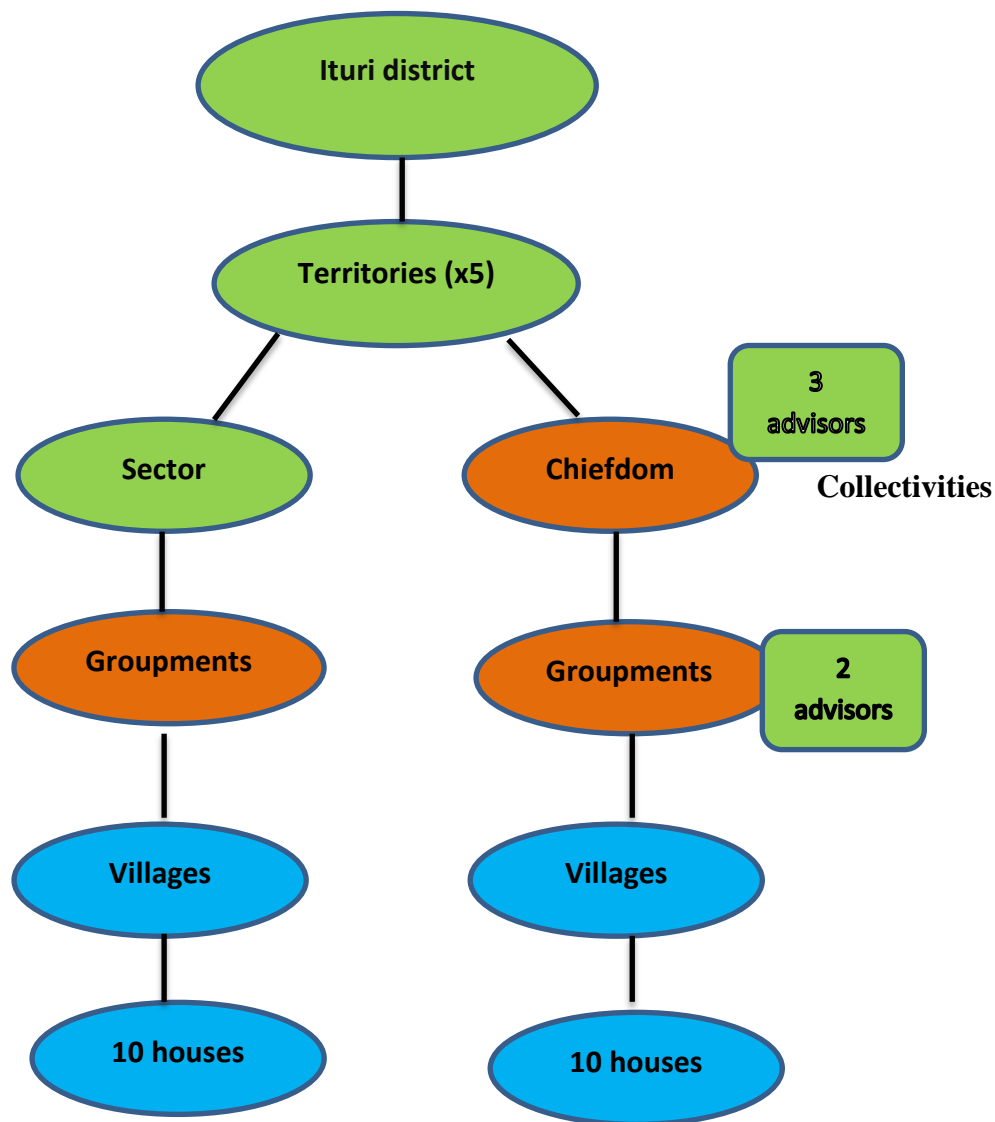 Ituri district
Territories (x5)
3
advisors
Sector
Chiefdom
Collectivities
Groupments
Groupments
2
advisors
Villages
Villages
10 houses
10 houses